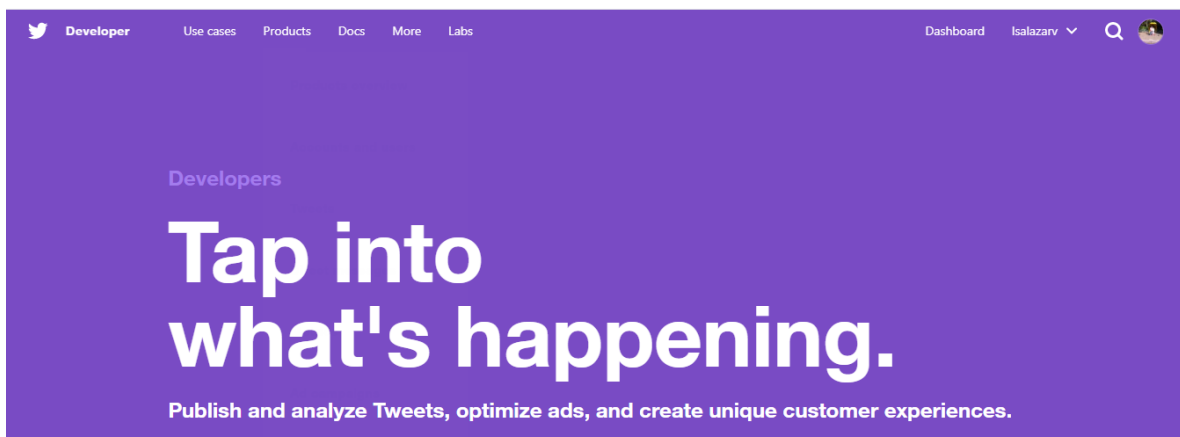 Developer Use cases Products Docs More Labs Dashboard lsalazarv
Developers
Tap into
what's happening.
Publish and analyze Tweets, optimize ads, and create unique customer experiences.